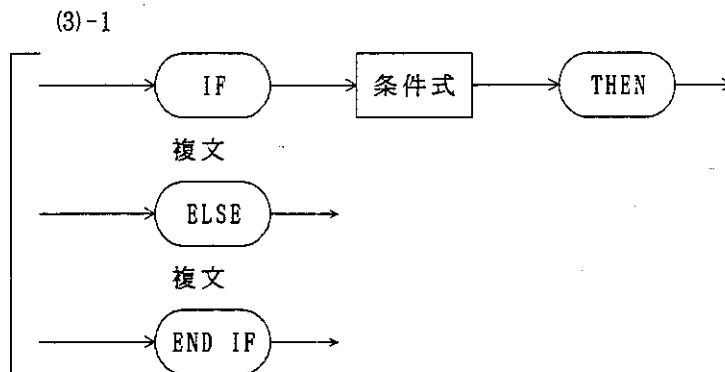 (3)-1
IF 条件式 THEN
複文
ELSE
複文
END IF